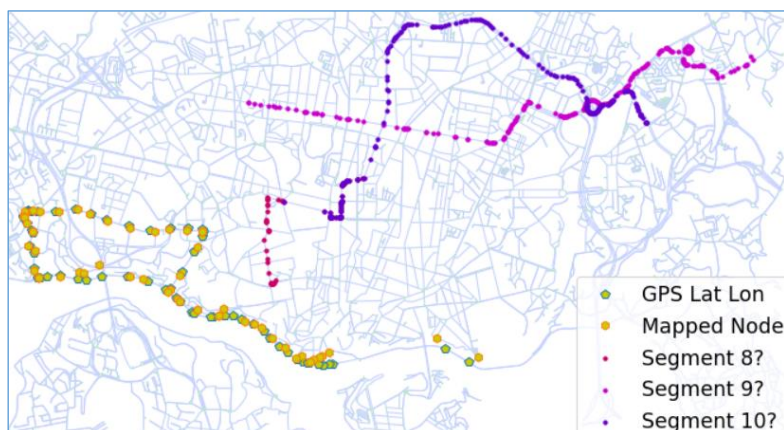 GPS Lat Lon
Mapped Node
Segment 8?
Segment 9?
Segment 10?